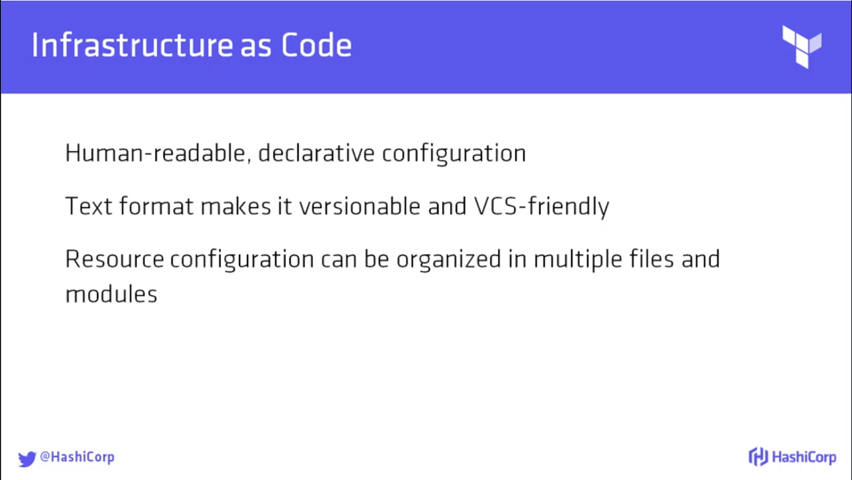 Infrastructure as Code
Human-readable, declarative configuration
Text format makes it versionable and VCS-friendly
Resource configuration can be organized in multiple files and
modules
@HashiCorp
HashiCorp